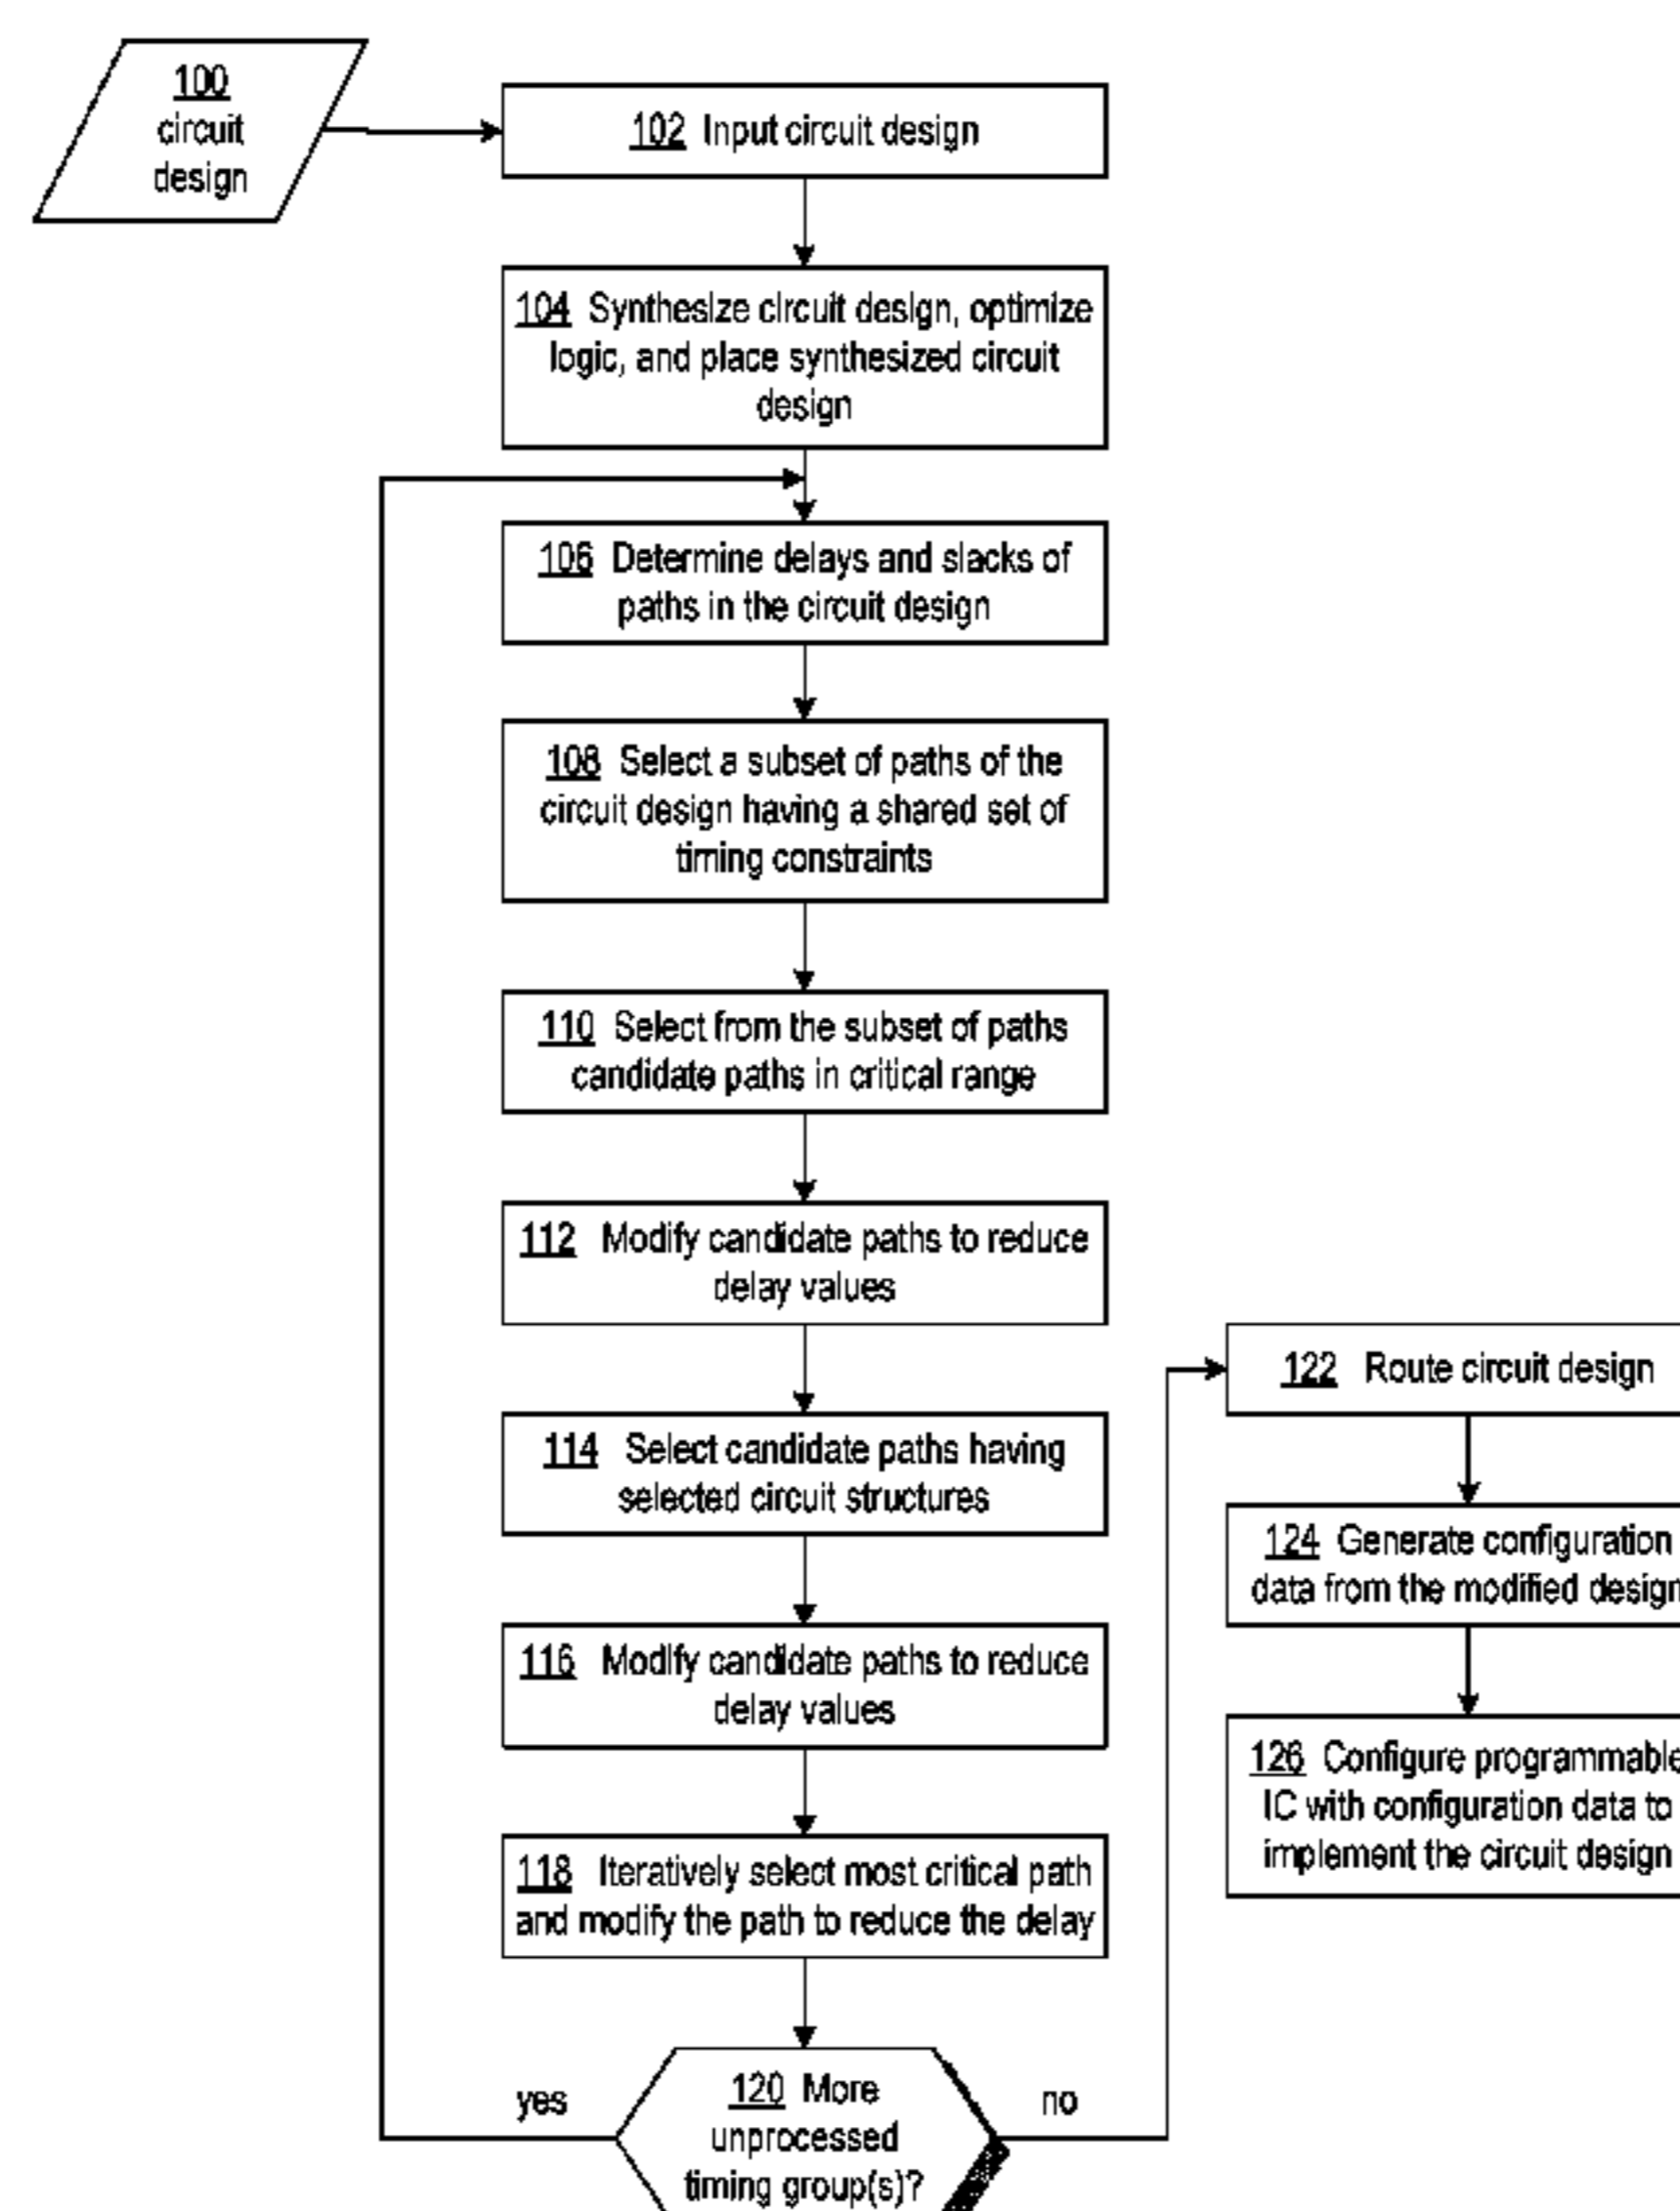 100
circuit
design
102 Input circuit design
104 Synthesize circuit design, optimize
logic, and place synthesized circuit
design
106 Determine delays and slacks of
paths in the circuit design
108 Select a subset of paths of the
circuit design having a shared set of
timing constraints
110 Select from the subset of paths
candidate paths in critical range
112 Modify candidate paths to reduce
delay values
114 Select candidate paths having
selected circuit structures
116 Modify candidate paths to reduce
delay values
118 Iteratively select most critical path
and modify the path to reduce the delay
yes
120 More
unprocessed
timing group(s)?
no
122 Route circuit design
124 Generate configuration
data from the modified design
126 Configure programmable
IC with configuration data to
implement the circuit design